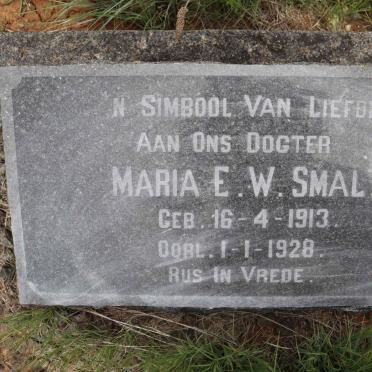 'N SIMBOOL VAN LIEFDE
AAN ONS DOGTER
MARIA E. W. SMAL
GEB. 16-4-1913.
OORL. 1-1-1928.
RUS IN VREDE.